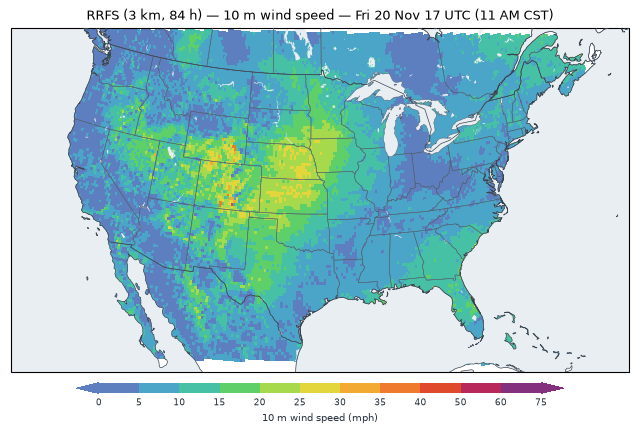 RRFS (3 km, 84 h) — 10 m wind speed — Fri 20 Nov 17 UTC (11 AM CST)
0 5 10 15 20 25 30 35 40 50 60 75
10 m wind speed (mph)